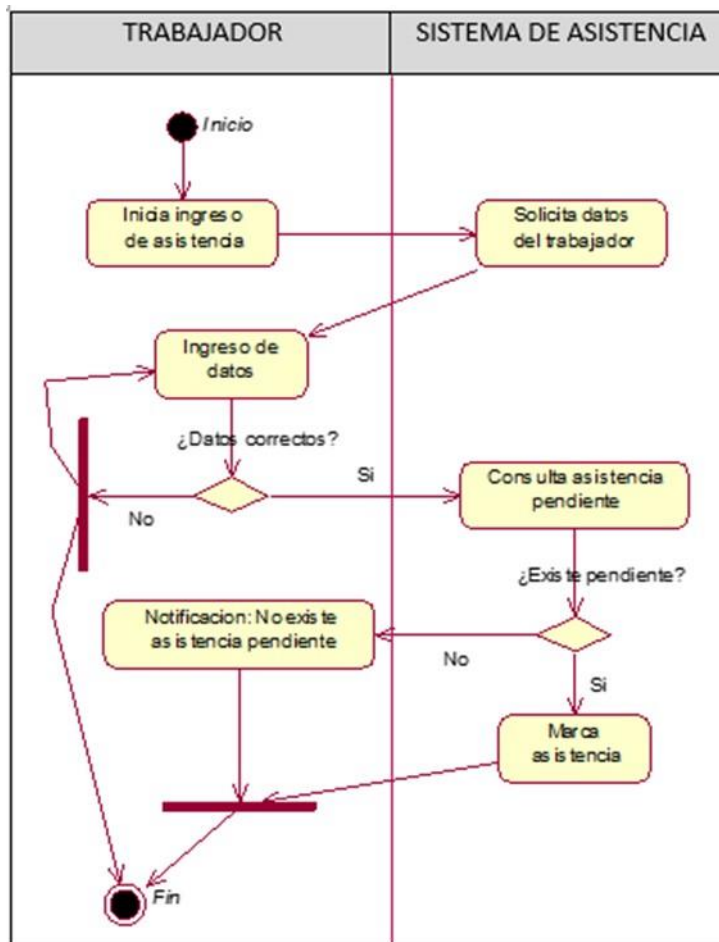 TRABAJADOR
SISTEMA DE ASISTENCIA
Inicio
Inicia ingreso
de asistencia
Solicita datos
del trabajador
Ingreso de
datos
¿Datos correctos?
Si
No
Consulta asistencia
pendiente
¿Existe pendiente?
Notificacion: No existe
asistencia pendiente
No
Si
Marca
asistencia
Fin